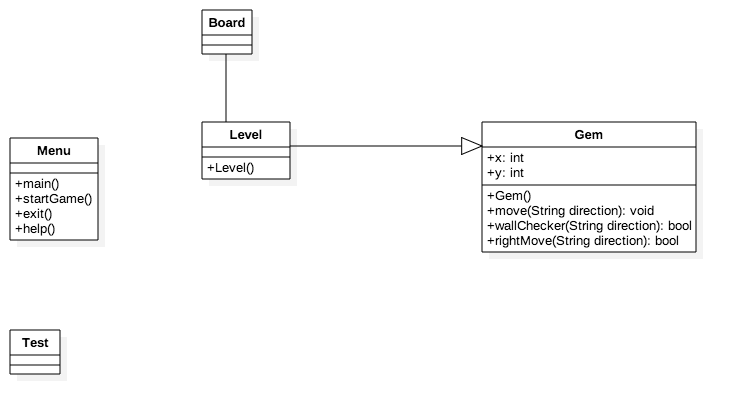 Board
Level
+Level()
Gem
+x: int
+y: int
+Gem()
+move(String direction): void
+wallChecker(String direction): bool
+rightMove(String direction): bool
Menu
+main()
+startGame()
+exit()
+help()
Test